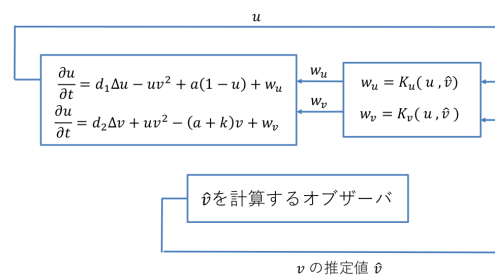 u
∂u/∂t = d₁Δu − uv² + a(1 − u) + w_u
∂u/∂t = d₂Δv + uv² − (a + k)v + w_v
w_u
w_v
w_u = K_u( u , v̂)
w_v = K_v( u , v̂ )
v̂を計算するオブザーバ
v の推定値 v̂